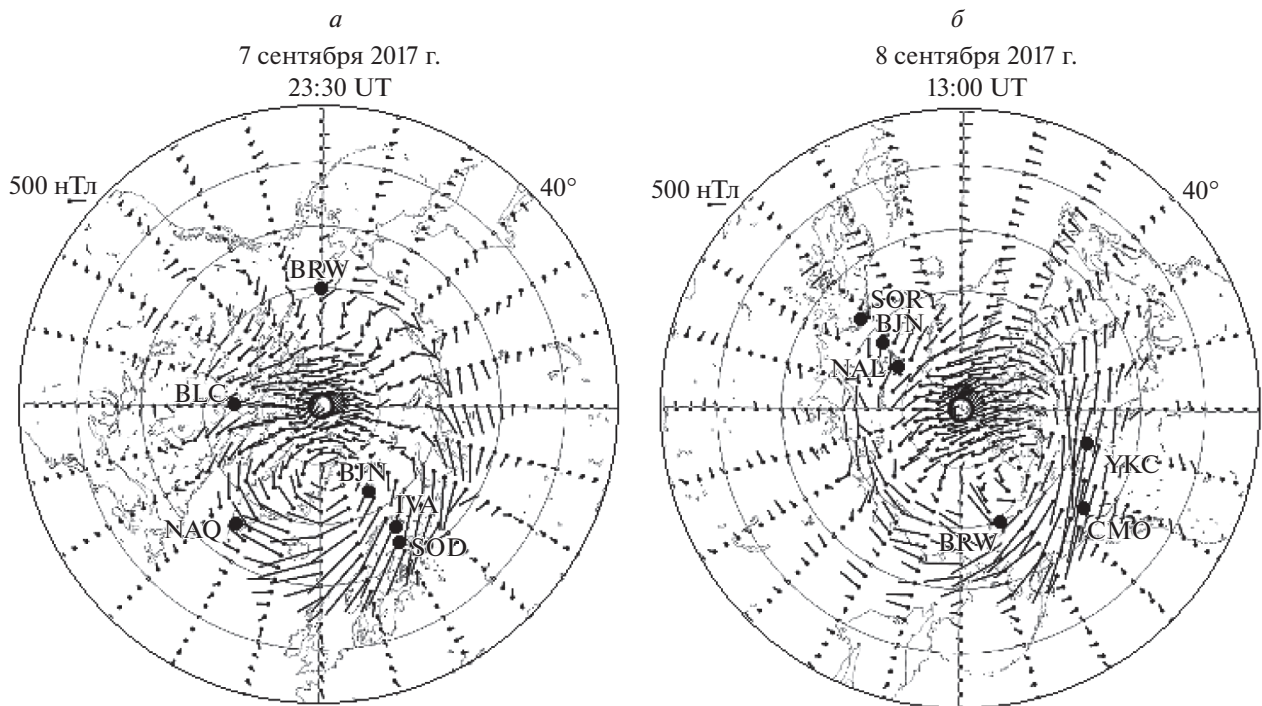 а
7 сентября 2017 г.
23:30 UT
500 нТл
40°
BRW
BLC
BJN
IVA
NAQ
SOD
б
8 сентября 2017 г.
13:00 UT
500 нТл
40°
SOR
BJN
NAL
YKC
CMO
BRW